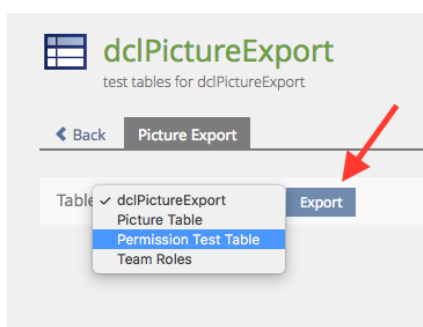 dclPictureExport
test tables for dclPictureExport
Back Picture Export
Table ✓ dclPictureExport Export
Picture Table
Permission Test Table
Team Roles